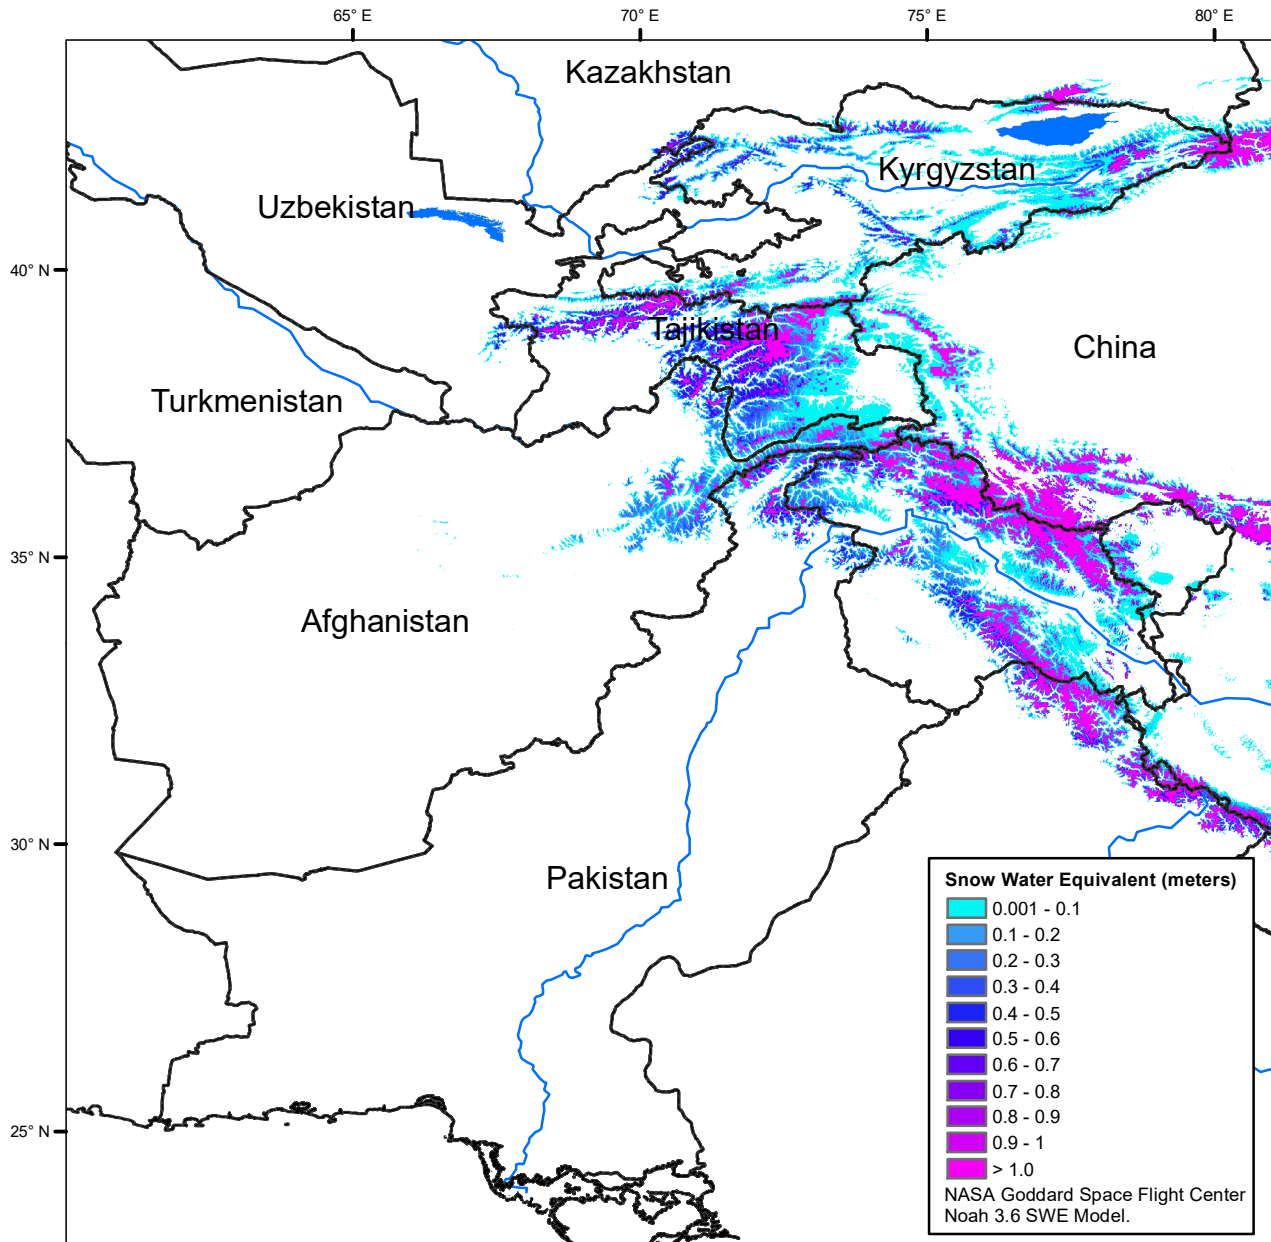 65° E
70° E
75° E
80° E
Kazakhstan
Kyrgyzstan
Uzbekistan
40° N
Tajikistan
China
Turkmenistan
35° N
Afghanistan
30° N
Pakistan
25° N
Snow Water Equivalent (meters)
0.001 - 0.1
0.1 - 0.2
0.2 - 0.3
0.3 - 0.4
0.4 - 0.5
0.5 - 0.6
0.6 - 0.7
0.7 - 0.8
0.8 - 0.9
0.9 - 1
> 1.0
NASA Goddard Space Flight Center
Noah 3.6 SWE Model.